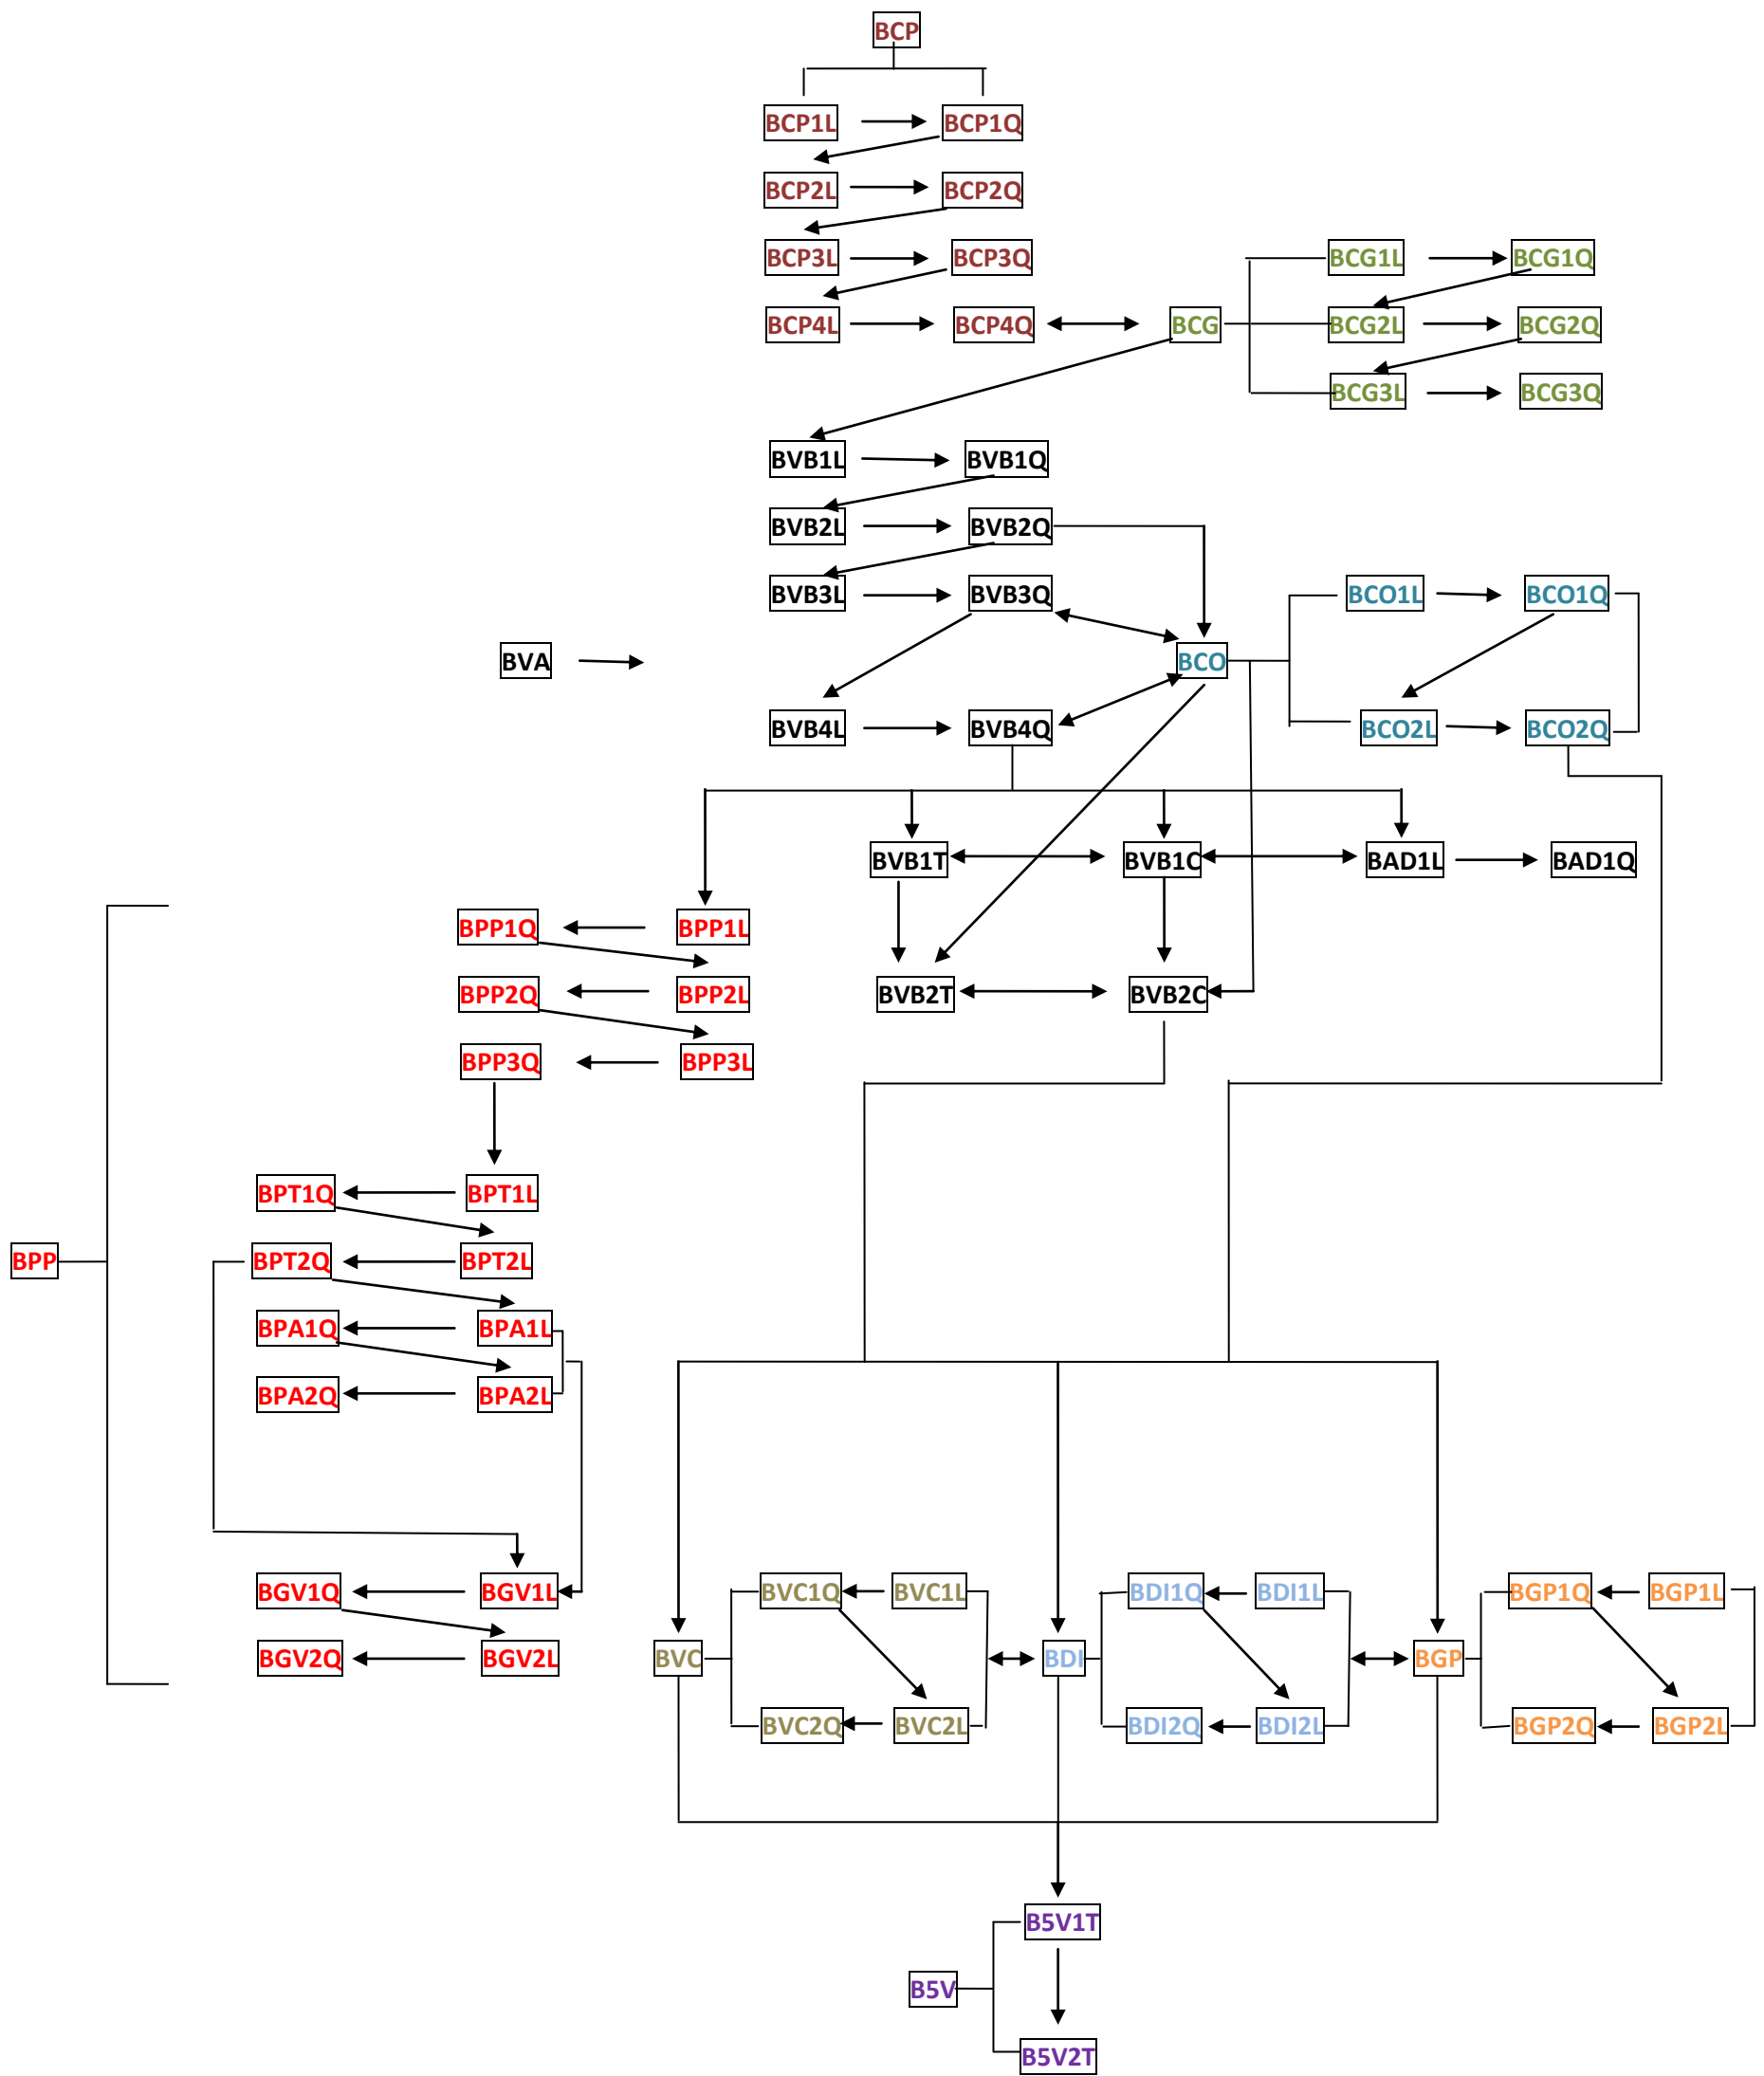 BCP
BCP1L BCP1Q
BCP2L BCP2Q
BCP3L BCP3Q BCG1L BCG1Q
BCP4L BCP4Q BCG BCG2L BCG2Q
BCG3L BCG3Q
BVB1L BVB1Q
BVB2L BVB2Q
BVB3L BVB3Q BCO1L BCO1Q
BVA BCO
BVB4L BVB4Q BCO2L BCO2Q
BVB1T BVB1C BAD1L BAD1Q
BPP1Q BPP1L
BPP2Q BPP2L BVB2T BVB2C
BPP3Q BPP3L
BPT1Q BPT1L
BPP BPT2Q BPT2L
BPA1Q BPA1L
BPA2Q BPA2L
BGV1Q BGV1L BVC1Q BVC1L BDI1Q BDI1L BGP1Q BGP1L
BGV2Q BGV2L BVC BDI BGP
BVC2Q BVC2L BDI2Q BDI2L BGP2Q BGP2L
B5V1T
B5V
B5V2T